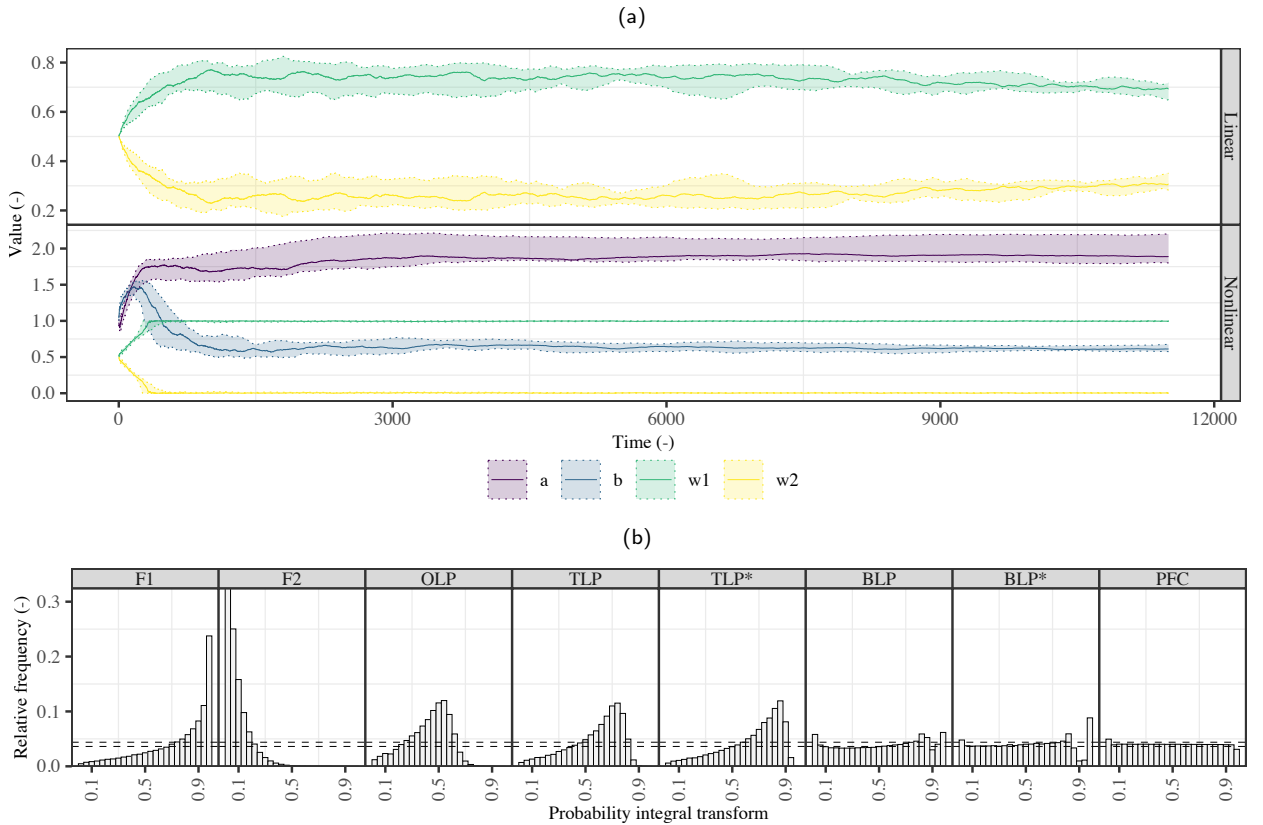 (a)
0.8
0.6
0.4
0.2
Linear
2.0
1.5
1.0
0.5
0.0
Nonlinear
Value (-)
0 3000 6000 9000 12000
Time (-)
a b w1 w2
(b)
F1 F2 OLP TLP TLP* BLP BLP* PFC
0.3
0.2
0.1
0.0
Relative frequency (-)
0.1 0.5 0.9 0.1 0.5 0.9 0.1 0.5 0.9 0.1 0.5 0.9 0.1 0.5 0.9 0.1 0.5 0.9 0.1 0.5 0.9 0.1 0.5 0.9
Probability integral transform